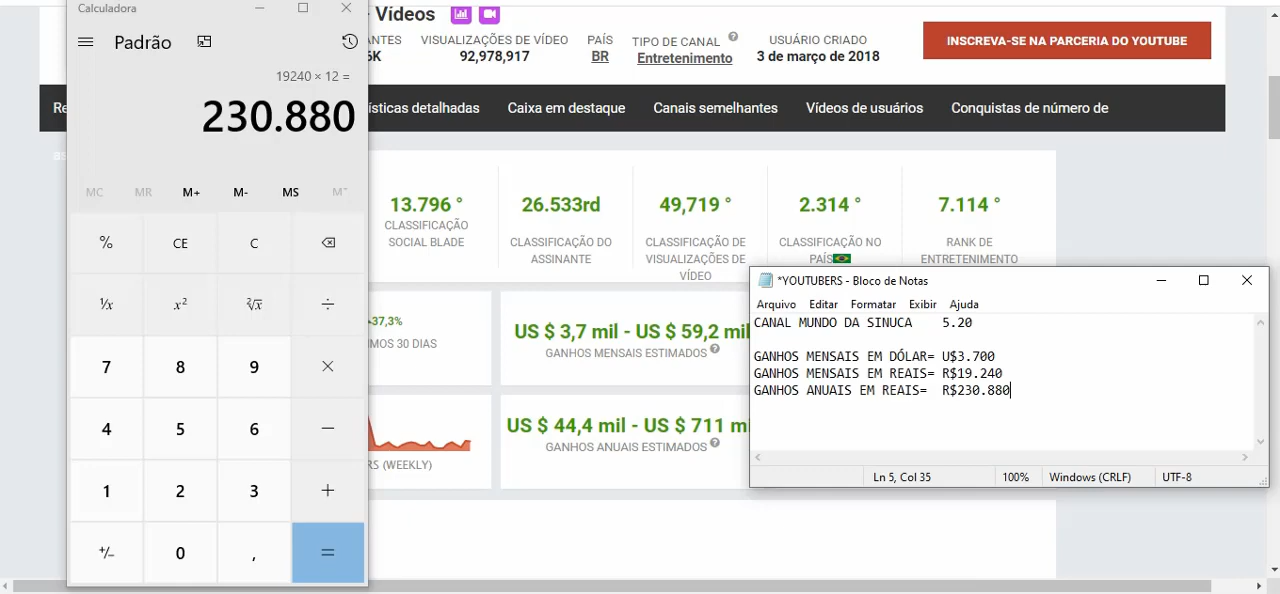 Calculadora
Padrão
19240 × 12 =
230.880
MC MR M+ M- MS M˅
% CE C
¹/x x² ²√x ÷
7 8 9 ×
4 5 6 −
1 2 3 +
+/− 0 , =
Vídeos
ANTES
6K
VISUALIZAÇÕES DE VÍDEO
92,978,917
PAÍS
BR
TIPO DE CANAL
Entretenimento
USUÁRIO CRIADO
3 de março de 2018
INSCREVA-SE NA PARCERIA DO YOUTUBE
Re
ísticas detalhadas
Caixa em destaque
Canais semelhantes
Vídeos de usuários
Conquistas de número de
as
13.796 °
CLASSIFICAÇÃO
SOCIAL BLADE
26.533rd
CLASSIFICAÇÃO DO
ASSINANTE
49,719 °
CLASSIFICAÇÃO DE
VISUALIZAÇÕES DE
VÍDEO
2.314 °
CLASSIFICAÇÃO NO
PAÍS
7.114 °
RANK DE
ENTRETENIMENTO
37,3%
IMOS 30 DIAS
US $ 3,7 mil - US $ 59,2 mil
GANHOS MENSAIS ESTIMADOS
RS (WEEKLY)
US $ 44,4 mil - US $ 711 mi
GANHOS ANUAIS ESTIMADOS
*YOUTUBERS - Bloco de Notas
Arquivo Editar Formatar Exibir Ajuda
CANAL MUNDO DA SINUCA 5.20
GANHOS MENSAIS EM DÓLAR= U$3.700
GANHOS MENSAIS EM REAIS= R$19.240
GANHOS ANUAIS EM REAIS= R$230.880
Ln 5, Col 35 100% Windows (CRLF) UTF-8